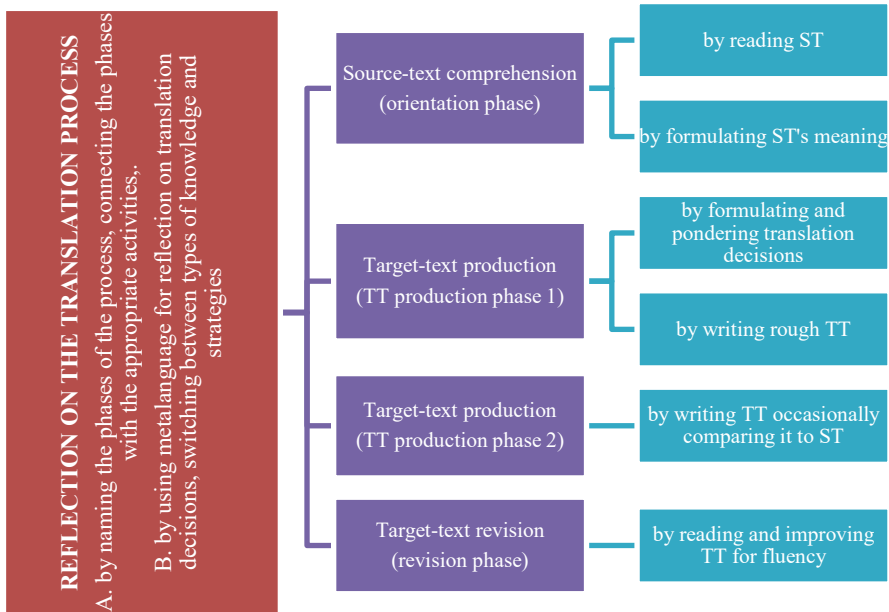 REFLECTION ON THE TRANSLATION PROCESS
A. by naming the phases of the process, connecting the phases
with the appropriate activities,.
B. by using metalanguage for reflection on translation
decisions, switching between types of knowledge and
strategies
Source-text comprehension
(orientation phase)
by reading ST
by formulating ST's meaning
Target-text production
(TT production phase 1)
by formulating and
pondering translation
decisions
by writing rough TT
Target-text production
(TT production phase 2)
by writing TT occasionally
comparing it to ST
Target-text revision
(revision phase)
by reading and improving
TT for fluency